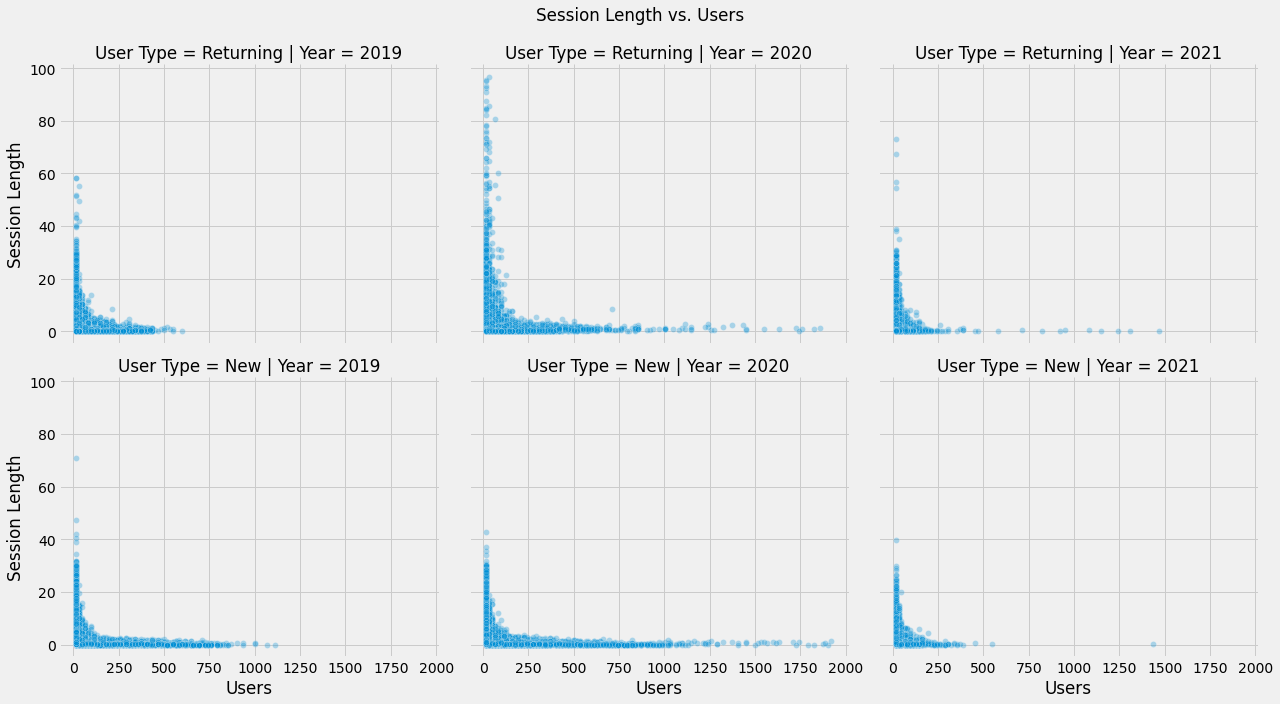 Session Length vs. Users
User Type = Returning | Year = 2019
User Type = Returning | Year = 2020
User Type = Returning | Year = 2021
100
80
60
40
20
0
Session Length
User Type = New | Year = 2019
User Type = New | Year = 2020
User Type = New | Year = 2021
100
80
60
40
20
0
Session Length
0 250 500 750 1000 1250 1500 1750 2000
0 250 500 750 1000 1250 1500 1750 2000
0 250 500 750 1000 1250 1500 1750 2000
Users
Users
Users